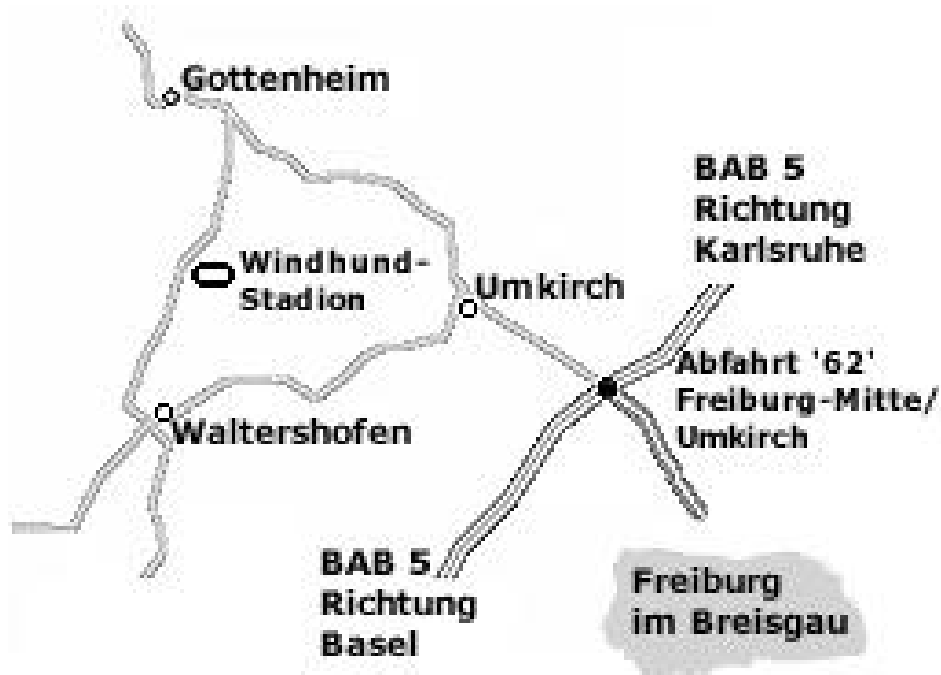 Gottenheim
BAB 5
Richtung
Karlsruhe
Windhund-
Stadion
Umkirch
Abfahrt '62'
Freiburg-Mitte/
Umkirch
Waltershofen
BAB 5
Richtung
Basel
Freiburg
im Breisgau